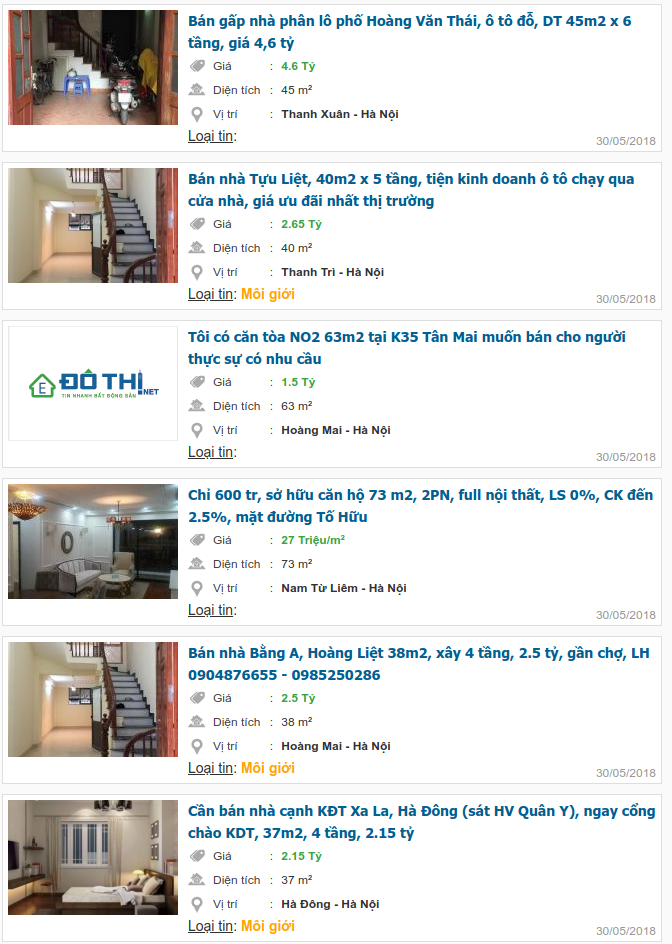 Bán gấp nhà phân lô phố Hoàng Văn Thái, ô tô đỗ, DT 45m2 x 6
tầng, giá 4,6 tỷ
Giá : 4.6 Tỷ
Diện tích : 45 m²
Vị trí : Thanh Xuân - Hà Nội
Loại tin:
30/05/2018
Bán nhà Tựu Liệt, 40m2 x 5 tầng, tiện kinh doanh ô tô chạy qua
cửa nhà, giá ưu đãi nhất thị trường
Giá : 2.65 Tỷ
Diện tích : 40 m²
Vị trí : Thanh Trì - Hà Nội
Loại tin: Môi giới
30/05/2018
E ĐÔ THỊ.NET
TIN NHANH BẤT ĐỘNG SẢN
Tôi có căn tòa NO2 63m2 tại K35 Tân Mai muốn bán cho người
thực sự có nhu cầu
Giá : 1.5 Tỷ
Diện tích : 63 m²
Vị trí : Hoàng Mai - Hà Nội
Loại tin:
30/05/2018
Chỉ 600 tr, sở hữu căn hộ 73 m2, 2PN, full nội thất, LS 0%, CK đến
2.5%, mặt đường Tố Hữu
Giá : 27 Triệu/m²
Diện tích : 73 m²
Vị trí : Nam Từ Liêm - Hà Nội
Loại tin:
30/05/2018
Bán nhà Bằng A, Hoàng Liệt 38m2, xây 4 tầng, 2.5 tỷ, gần chợ, LH
0904876655 - 0985250286
Giá : 2.5 Tỷ
Diện tích : 38 m²
Vị trí : Hoàng Mai - Hà Nội
Loại tin: Môi giới
30/05/2018
Cần bán nhà cạnh KĐT Xa La, Hà Đông (sát HV Quân Y), ngay cổng
chào KDT, 37m2, 4 tầng, 2.15 tỷ
Giá : 2.15 Tỷ
Diện tích : 37 m²
Vị trí : Hà Đông - Hà Nội
Loại tin: Môi giới
30/05/2018